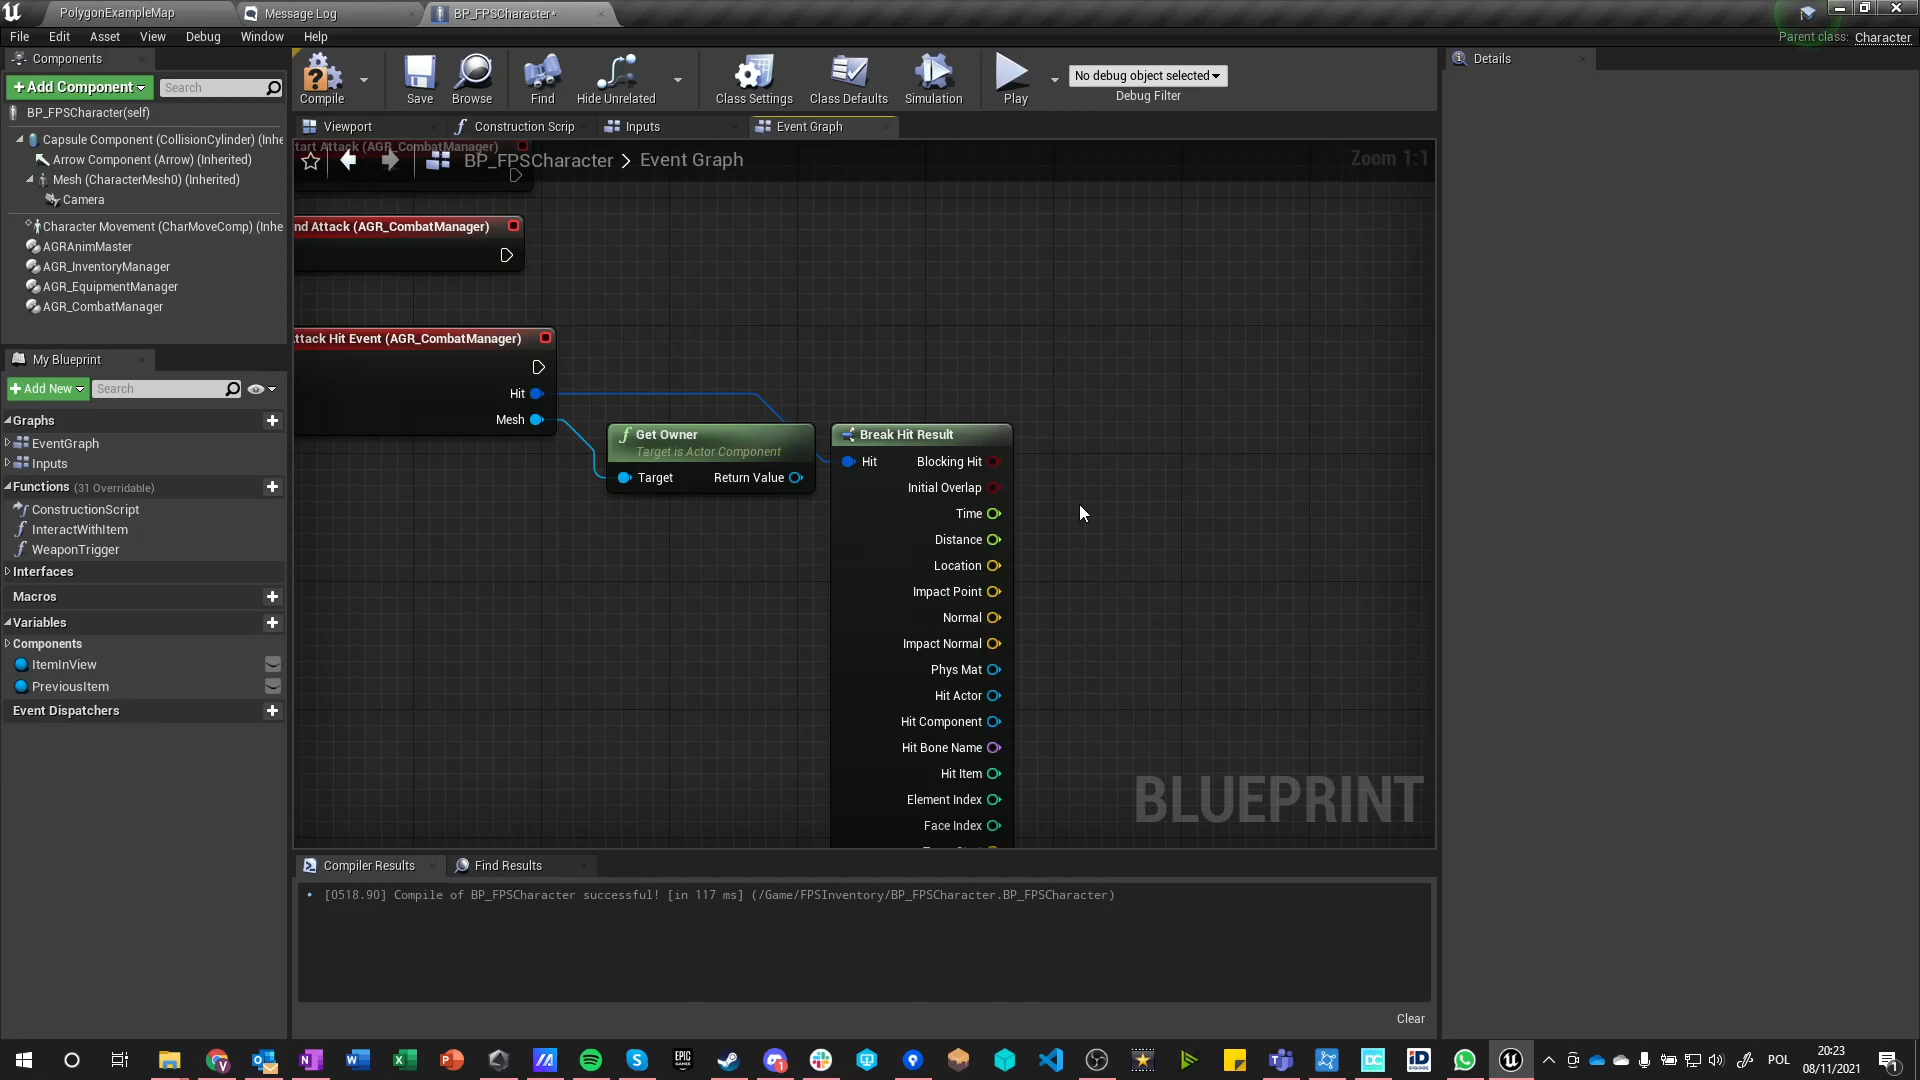 PolygonExampleMap
Message Log
BP_FPSCharacter*
File Edit Asset View Debug Window Help
Parent class: Character
Components
+Add Component
Search
BP_FPSCharacter(self)
Capsule Component (CollisionCylinder) (Inhe
Arrow Component (Arrow) (Inherited)
Mesh (CharacterMesh0) (Inherited)
Camera
Character Movement (CharMoveComp) (Inhe
AGRAnimMaster
AGR_InventoryManager
AGR_EquipmentManager
AGR_CombatManager
My Blueprint
+Add New
Search
Graphs
EventGraph
Inputs
Functions (31 Overridable)
ConstructionScript
InteractWithItem
WeaponTrigger
Interfaces
Macros
Variables
Components
ItemInView
PreviousItem
Event Dispatchers
Compile
Save
Browse
Find
Hide Unrelated
Class Settings
Class Defaults
Simulation
Play
No debug object selected
Debug Filter
Viewport
Construction Scrip
Inputs
Event Graph
tart Attack (AGR_CombatManager)
BP_FPSCharacter > Event Graph
Zoom 1:1
nd Attack (AGR_CombatManager)
ttack Hit Event (AGR_CombatManager)
Hit
Mesh
Get Owner
Target is Actor Component
Target Return Value
Break Hit Result
Hit Blocking Hit
Initial Overlap
Time
Distance
Location
Impact Point
Normal
Impact Normal
Phys Mat
Hit Actor
Hit Component
Hit Bone Name
Hit Item
Element Index
Face Index
BLUEPRINT
Compiler Results
Find Results
[0518.90] Compile of BP_FPSCharacter successful! [in 117 ms] (/Game/FPSInventory/BP_FPSCharacter.BP_FPSCharacter)
Clear
Details
POL
20:23
08/11/2021